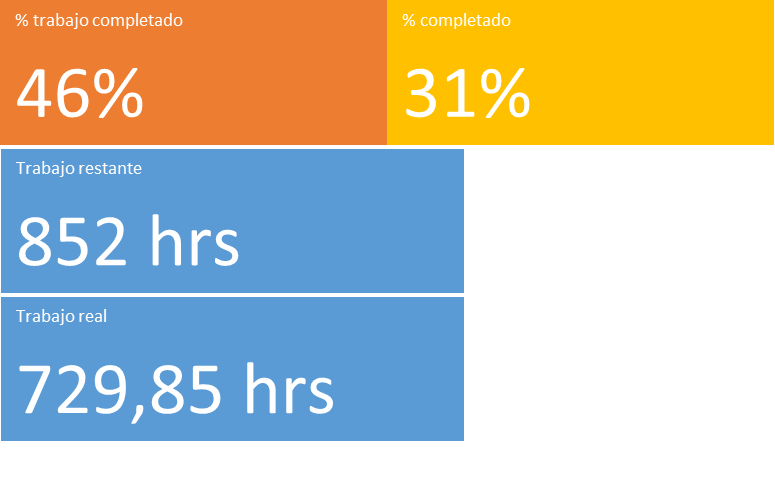 % trabajo completado
46%
% completado
31%
Trabajo restante
852 hrs
Trabajo real
729,85 hrs